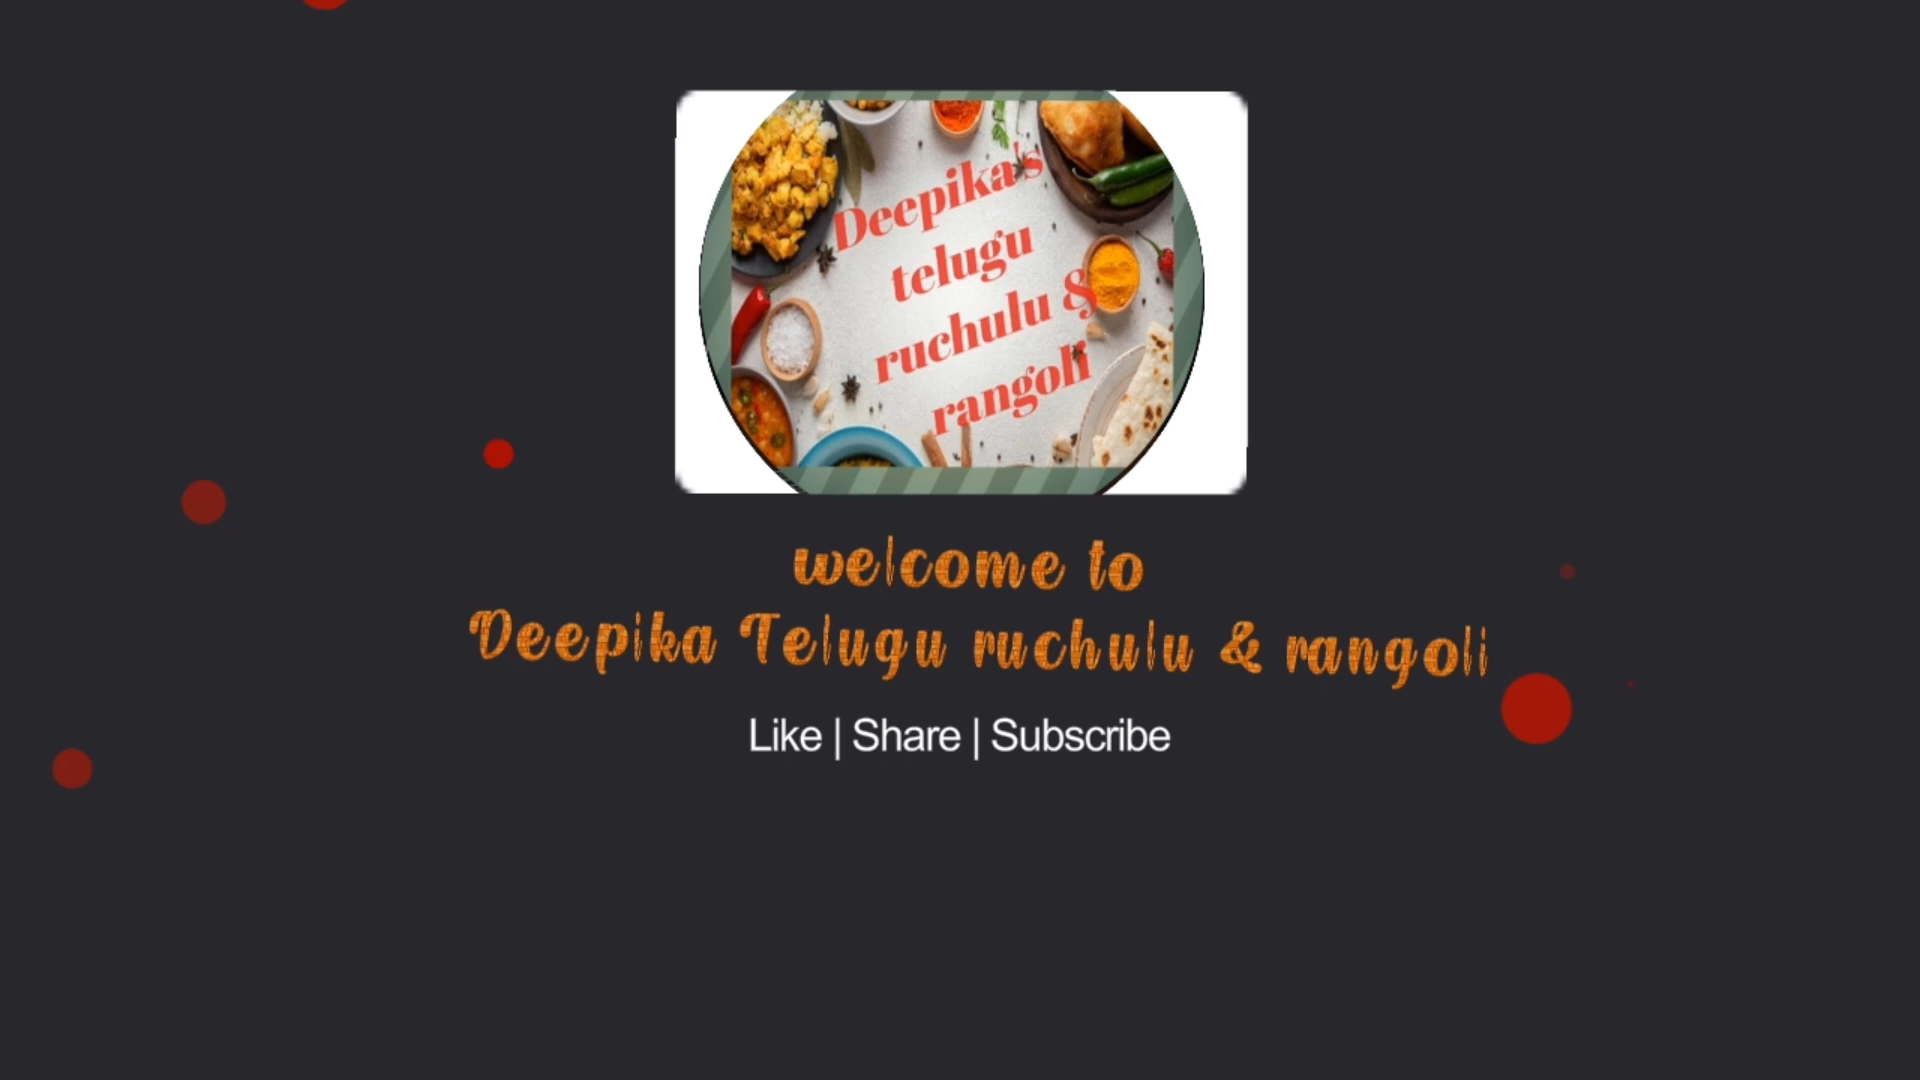 Deepika's
telugu
ruchulu &
rangoli
welcome to
Deepika Telugu ruchulu & rangoli
Like | Share | Subscribe